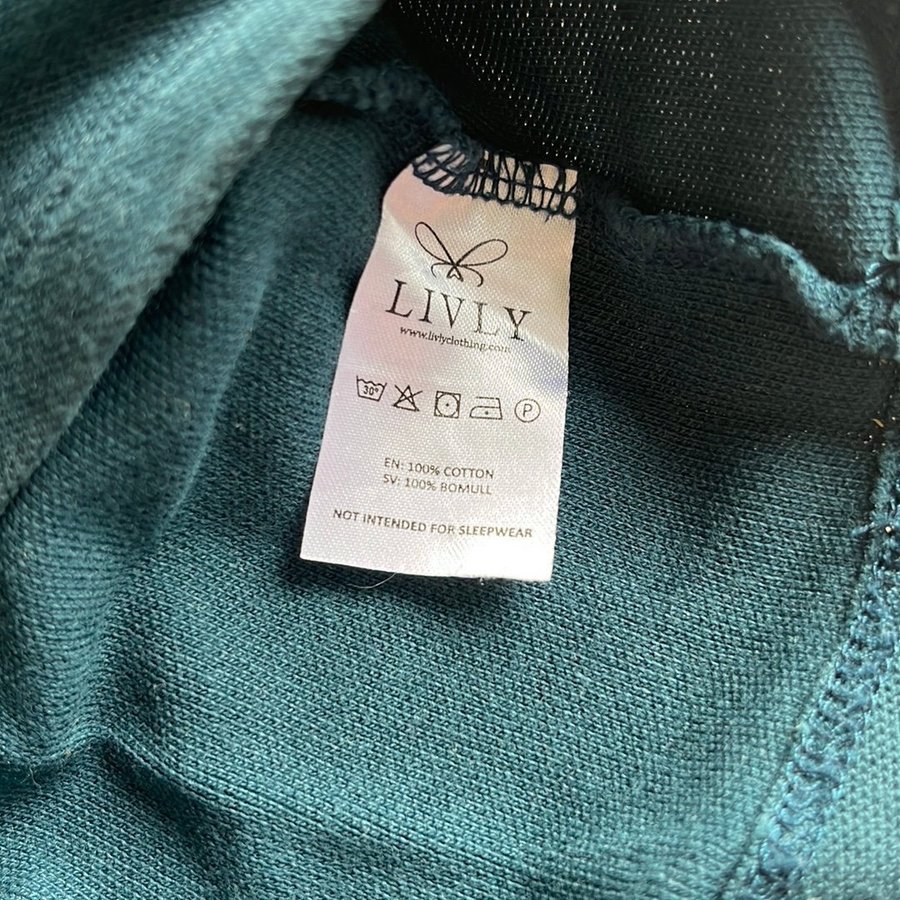 LIVLY
www.livlyclothing.com
30° P
EN: 100% COTTON
SV: 100% BOMULL
NOT INTENDED FOR SLEEPWEAR